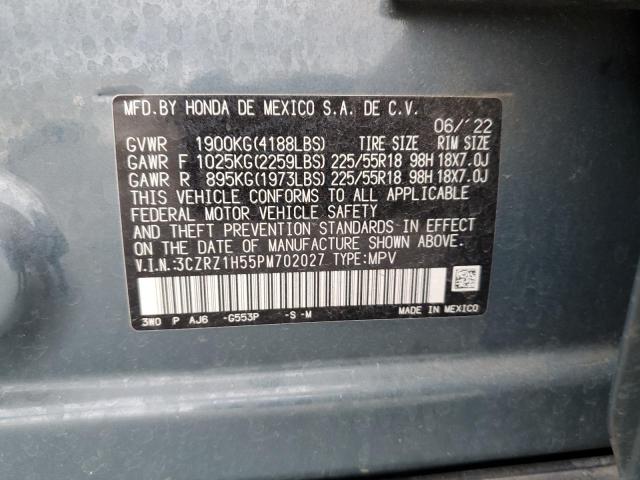 MFD.BY HONDA DE MEXICO S.A. DE C.V.
06/´22
GVWR 1900KG(4188LBS) TIRE SIZE RIM SIZE
GAWR F 1025KG(2259LBS) 225/55R18 98H 18X7.0J
GAWR R 895KG(1973LBS) 225/55R18 98H 18X7.0J
THIS VEHICLE CONFORMS TO ALL APPLICABLE
FEDERAL MOTOR VEHICLE SAFETY
AND THEFT PREVENTION STANDARDS IN EFFECT
ON THE DATE OF MANUFACTURE SHOWN ABOVE.
V.I.N.:3CZRZ1H55PM702027 TYPE:MPV
3W0 P AJ6 -G553P -S -M MADE IN MEXICO